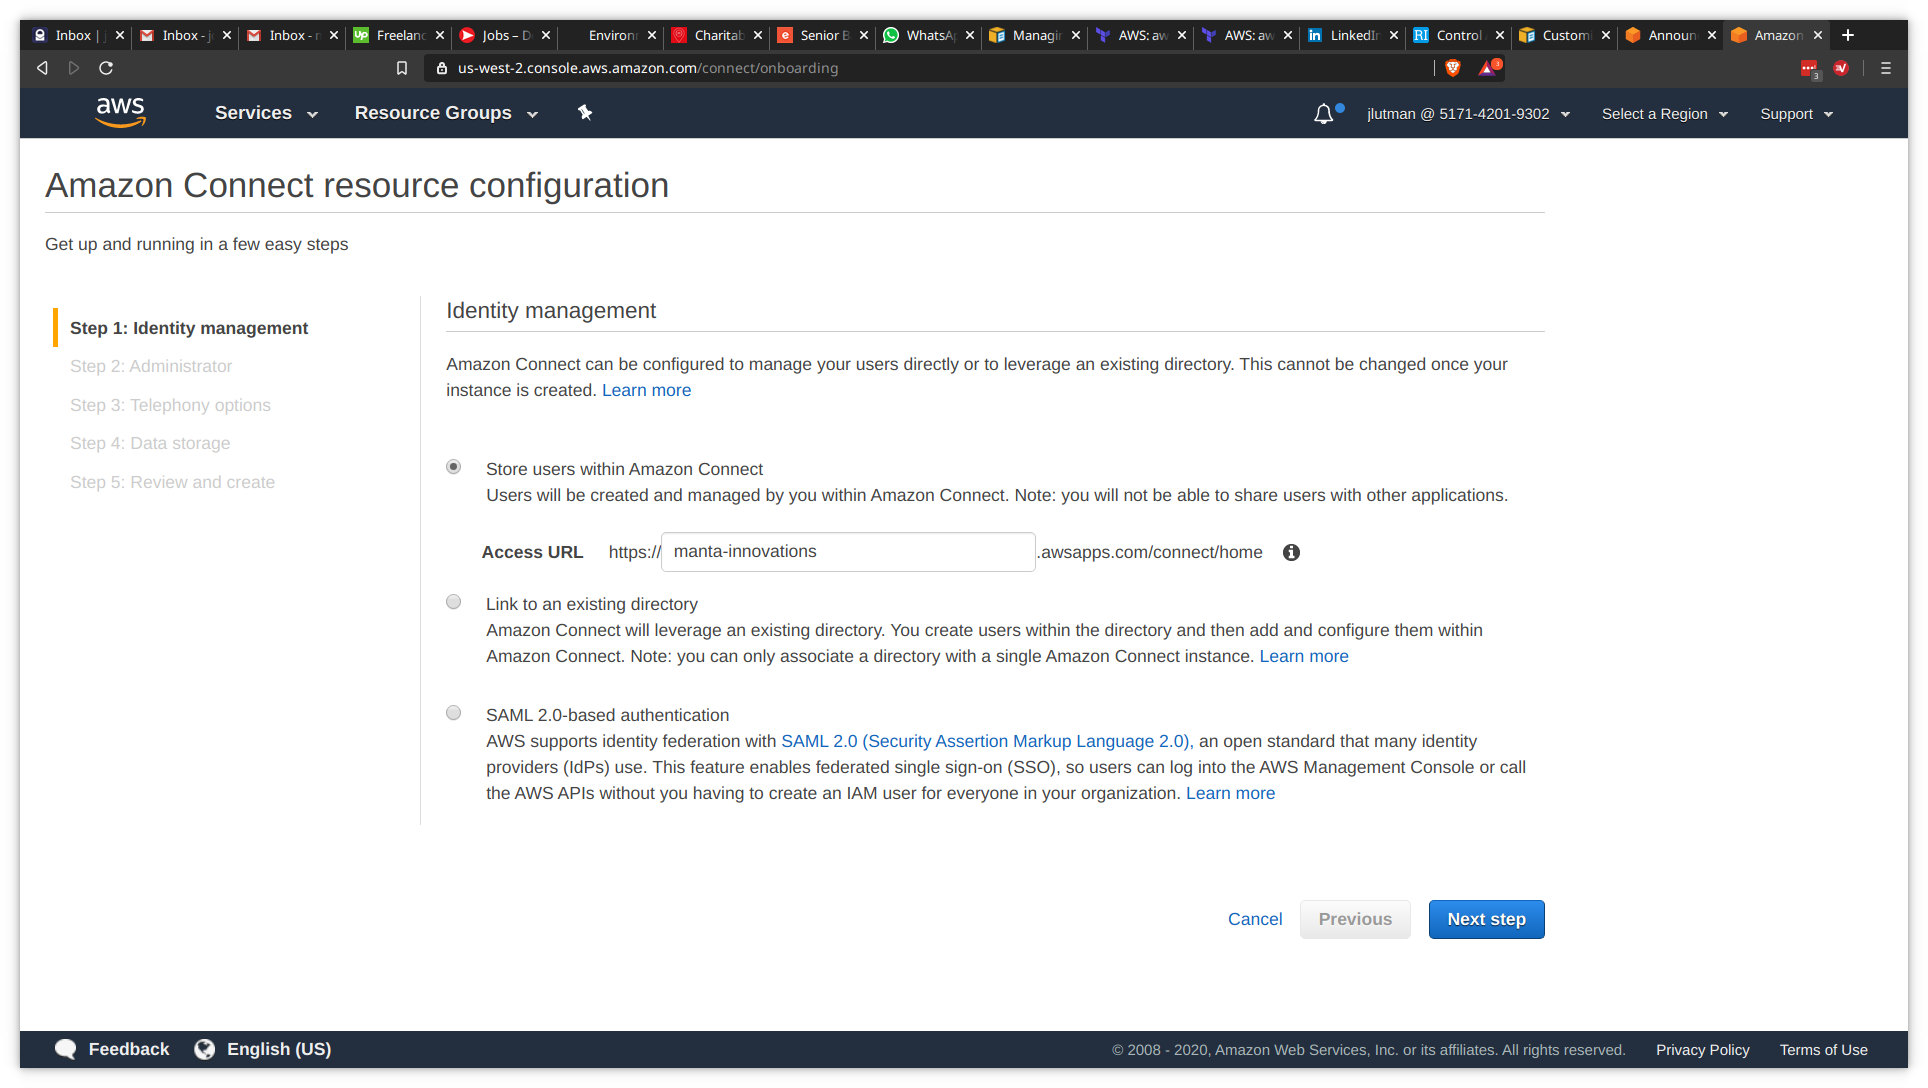 Inbox | j
Inbox - j
Inbox - r
Freelanc
Jobs – D
Environ
Charitab
Senior B
WhatsAp
Managin
AWS: aw
AWS: aw
LinkedIn
Control
Customi
Announ
Amazon
us-west-2.console.aws.amazon.com/connect/onboarding
aws
Services
Resource Groups
jlutman @ 5171-4201-9302
Select a Region
Support
Amazon Connect resource configuration
Get up and running in a few easy steps
Step 1: Identity management
Step 2: Administrator
Step 3: Telephony options
Step 4: Data storage
Step 5: Review and create
Identity management
Amazon Connect can be configured to manage your users directly or to leverage an existing directory. This cannot be changed once your
instance is created. Learn more
Store users within Amazon Connect
Users will be created and managed by you within Amazon Connect. Note: you will not be able to share users with other applications.
Access URL https:// manta-innovations .awsapps.com/connect/home
Link to an existing directory
Amazon Connect will leverage an existing directory. You create users within the directory and then add and configure them within
Amazon Connect. Note: you can only associate a directory with a single Amazon Connect instance. Learn more
SAML 2.0-based authentication
AWS supports identity federation with SAML 2.0 (Security Assertion Markup Language 2.0), an open standard that many identity
providers (IdPs) use. This feature enables federated single sign-on (SSO), so users can log into the AWS Management Console or call
the AWS APIs without you having to create an IAM user for everyone in your organization. Learn more
Cancel
Previous
Next step
Feedback
English (US)
© 2008 - 2020, Amazon Web Services, Inc. or its affiliates. All rights reserved.
Privacy Policy
Terms of Use